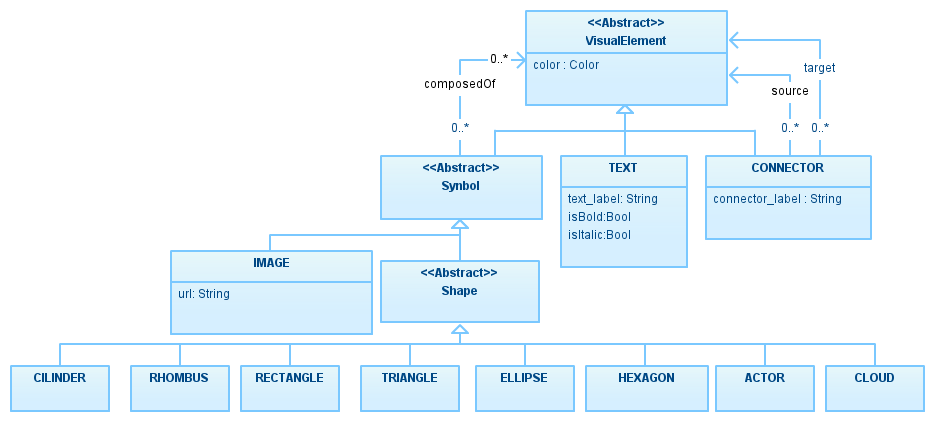 <<Abstract>>
VisualElement
color : Color
0..*
composedOf
0..*
target
source
0..*
0..*
<<Abstract>>
Symbol
TEXT
text_label: String
isBold:Bool
isItalic:Bool
CONNECTOR
connector_label : String
IMAGE
url: String
<<Abstract>>
Shape
CILINDER
RHOMBUS
RECTANGLE
TRIANGLE
ELLIPSE
HEXAGON
ACTOR
CLOUD